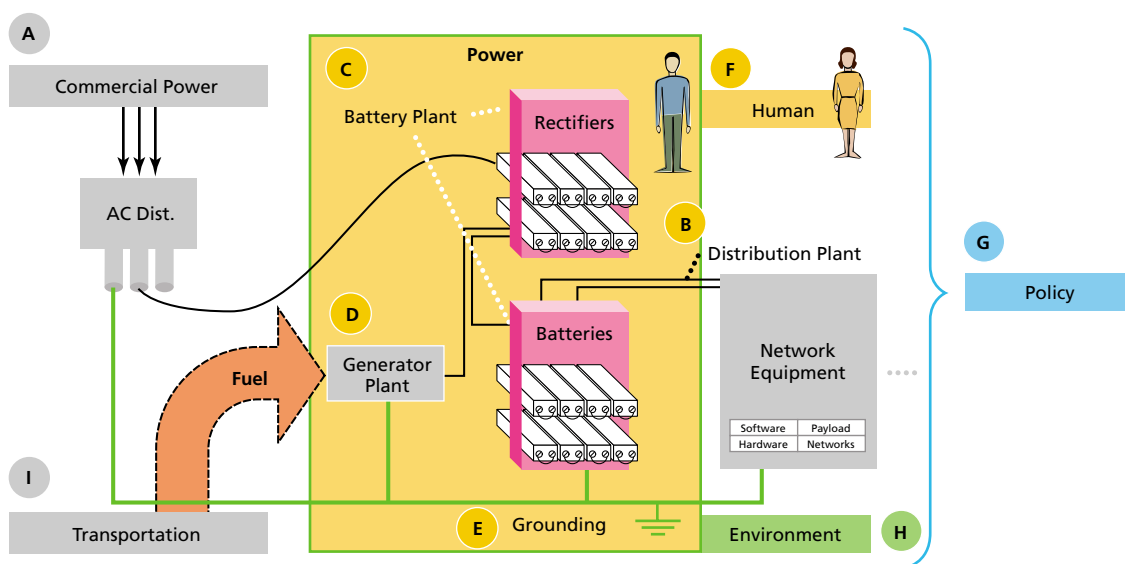 A
Commercial Power
AC Dist.
C
Power
Battery Plant
Rectifiers
F
Human
B
Distribution Plant
G
Policy
D
Generator
Plant
Fuel
Batteries
Network
Equipment
Software Payload
Hardware Networks
I
Transportation
E
Grounding
Environment
H